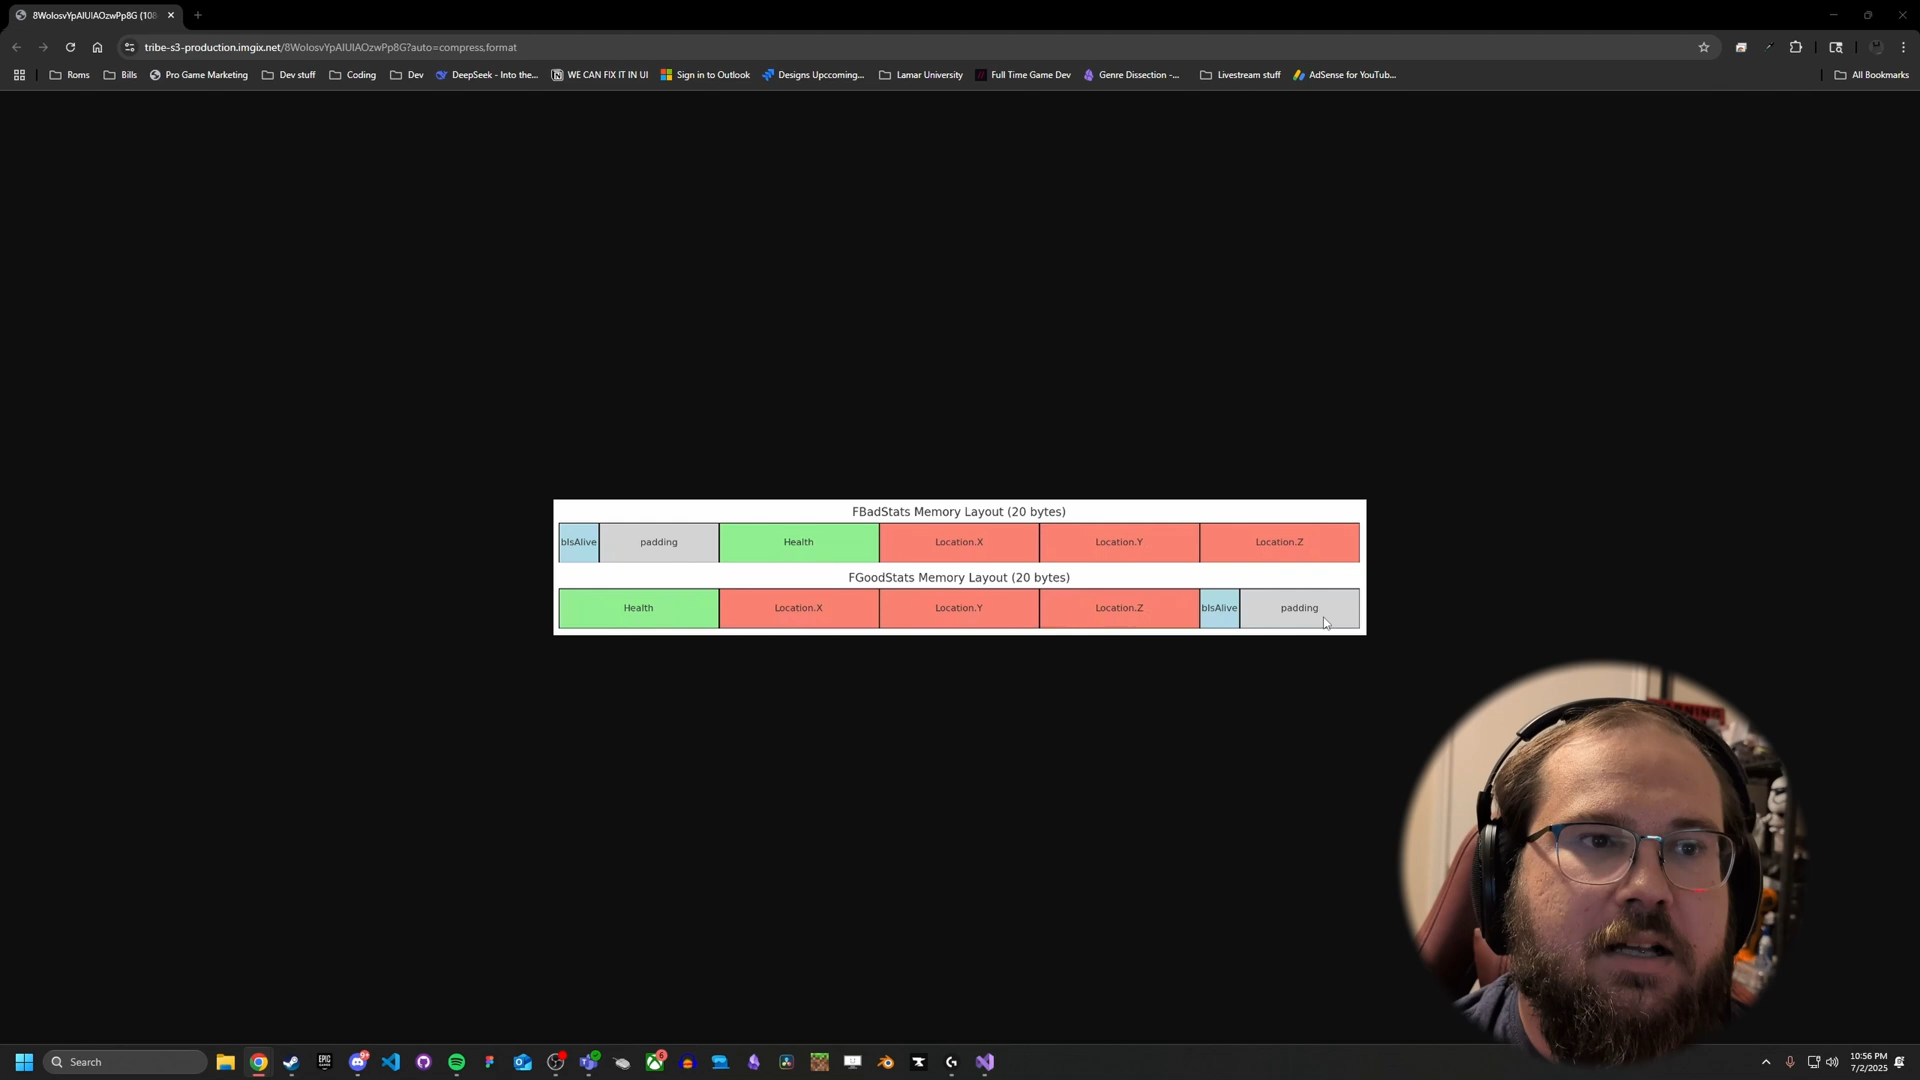 8WolosvYpAIUIAOzwPp8G (108
tribe-s3-production.imgix.net/8WolosvYpAIUIAOzwPp8G?auto=compress,format
Roms Bills Pro Game Marketing Dev stuff Coding Dev DeepSeek - Into the... WE CAN FIX IT IN UI Sign in to Outlook Designs Upccoming... Lamar University Full Time Game Dev Genre Dissection -... Livestream stuff AdSense for YouTub... All Bookmarks
FBadStats Memory Layout (20 bytes)
bIsAlive padding Health Location.X Location.Y Location.Z
FGoodStats Memory Layout (20 bytes)
Health Location.X Location.Y Location.Z bIsAlive padding
Search
10:56 PM
7/2/2025